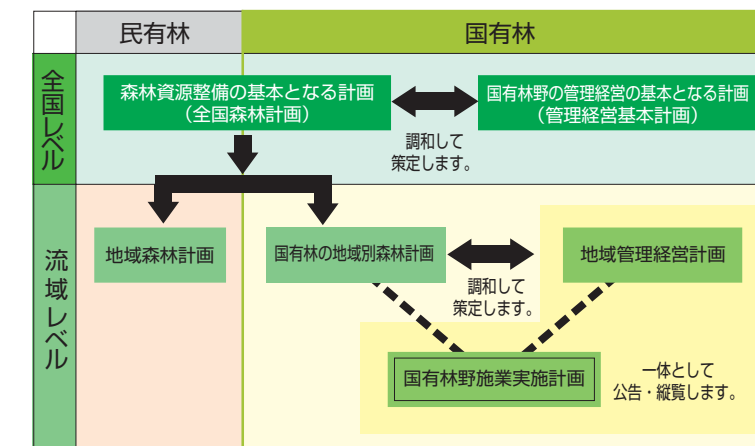 民有林
国有林
全国レベル
森林資源整備の基本となる計画
（全国森林計画）
国有林野の管理経営の基本となる計画
（管理経営基本計画）
調和して
策定します。
流域レベル
地域森林計画
国有林の地域別森林計画
地域管理経営計画
調和して
策定します。
国有林野施業実施計画
一体として
公告・縦覧します。